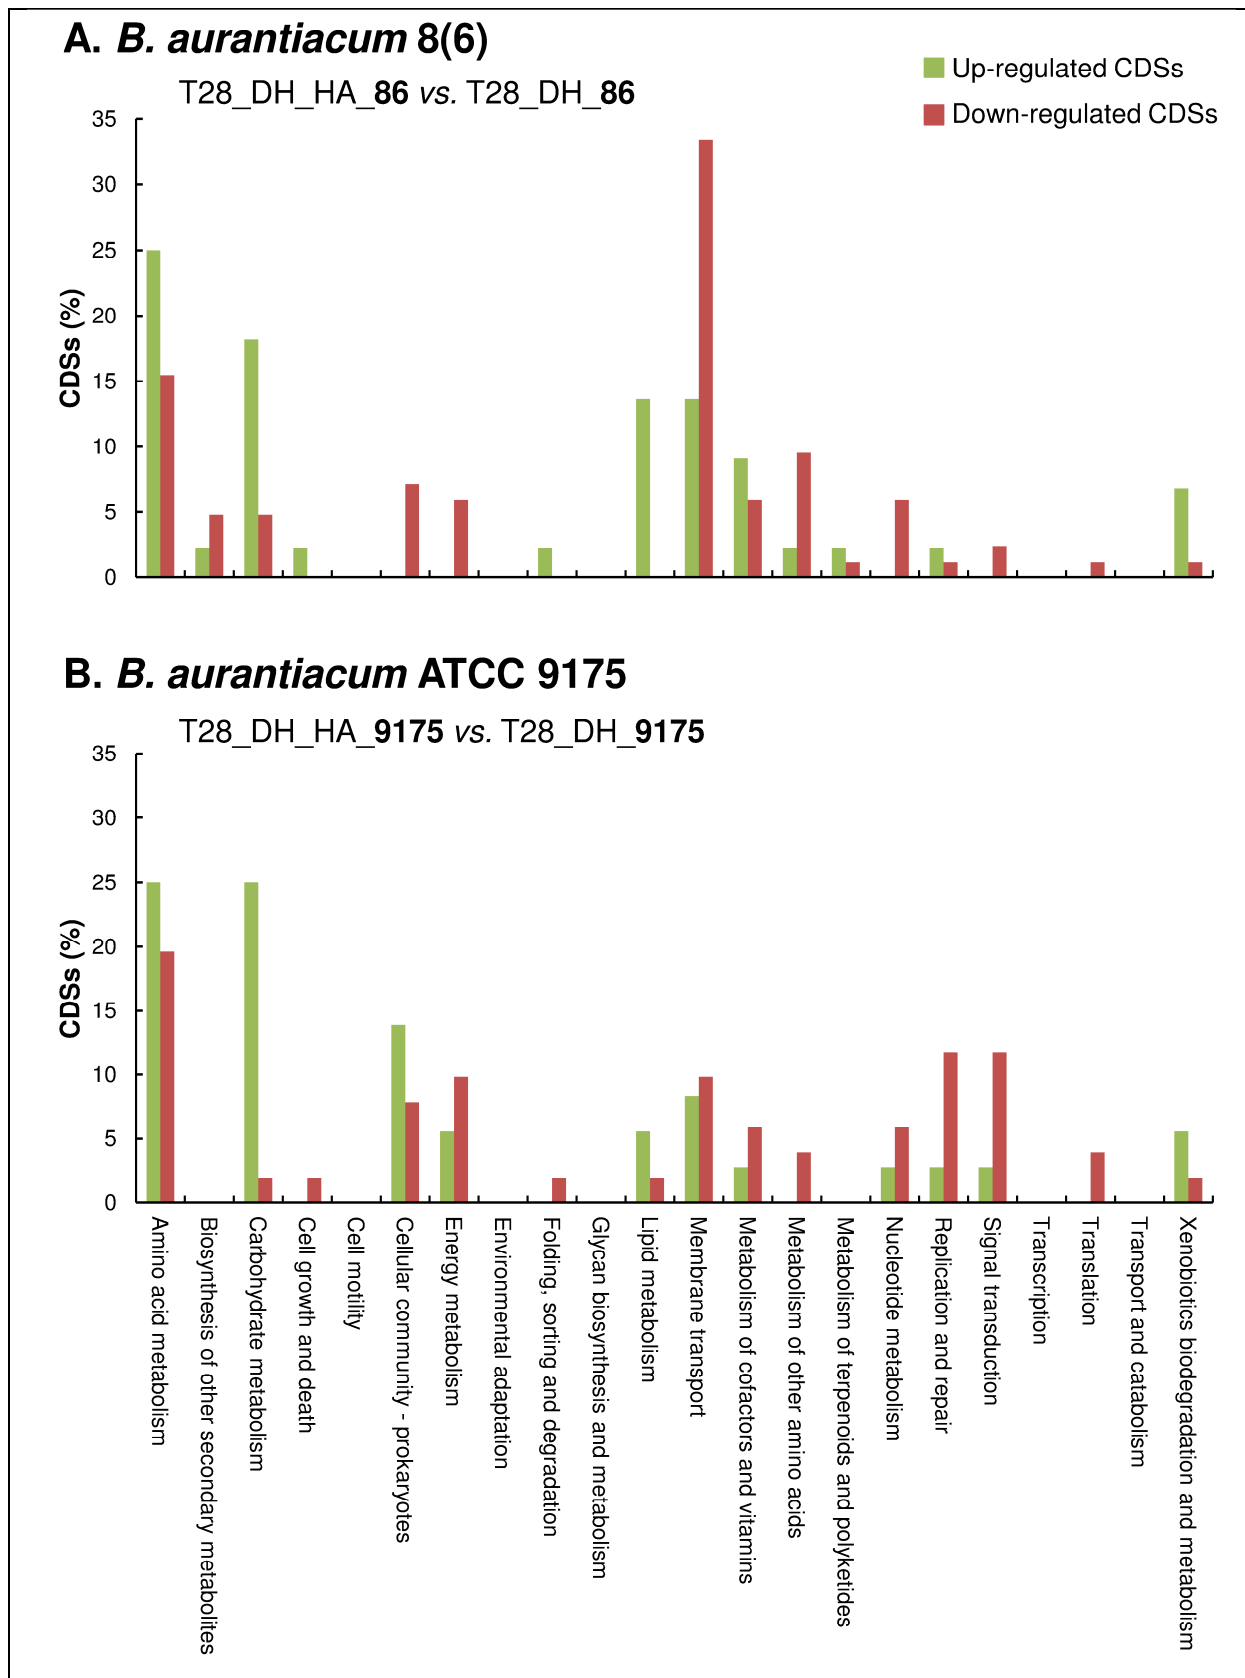 A. B. aurantiacum 8(6)
T28_DH_HA_86 vs. T28_DH_86
Up-regulated CDSs
Down-regulated CDSs
35
30
25
20
15
10
5
0
CDSs (%)
B. B. aurantiacum ATCC 9175
T28_DH_HA_9175 vs. T28_DH_9175
35
30
25
20
15
10
5
0
CDSs (%)
Amino acid metabolism
Biosynthesis of other secondary metabolites
Carbohydrate metabolism
Cell growth and death
Cell motility
Cellular community - prokaryotes
Energy metabolism
Environmental adaptation
Folding, sorting and degradation
Glycan biosynthesis and metabolism
Lipid metabolism
Membrane transport
Metabolism of cofactors and vitamins
Metabolism of other amino acids
Metabolism of terpenoids and polyketides
Nucleotide metabolism
Replication and repair
Signal transduction
Transcription
Translation
Transport and catabolism
Xenobiotics biodegradation and metabolism